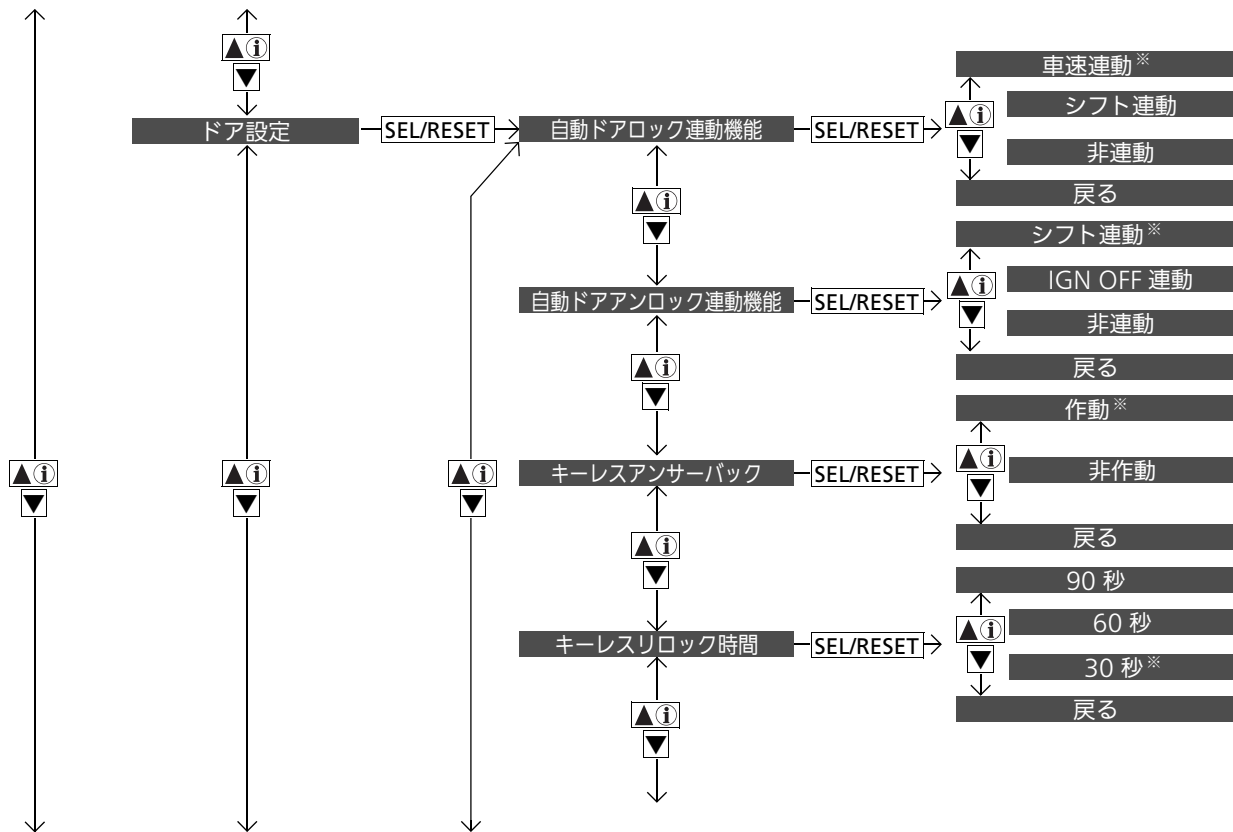 ▲ⓘ
▼
ドア設定
SEL/RESET
自動ドアロック連動機能
SEL/RESET
車速連動※
▲ⓘ
▼
シフト連動
非連動
戻る
▲ⓘ
▼
自動ドアアンロック連動機能
SEL/RESET
シフト連動※
▲ⓘ
▼
IGN OFF 連動
非連動
戻る
▲ⓘ
▼
▲ⓘ
▼
▲ⓘ
▼
▲ⓘ
▼
キーレスアンサーバック
SEL/RESET
作動※
▲ⓘ
▼
非作動
戻る
▲ⓘ
▼
キーレスリロック時間
SEL/RESET
90 秒
▲ⓘ
▼
60 秒
30 秒※
戻る
▲ⓘ
▼